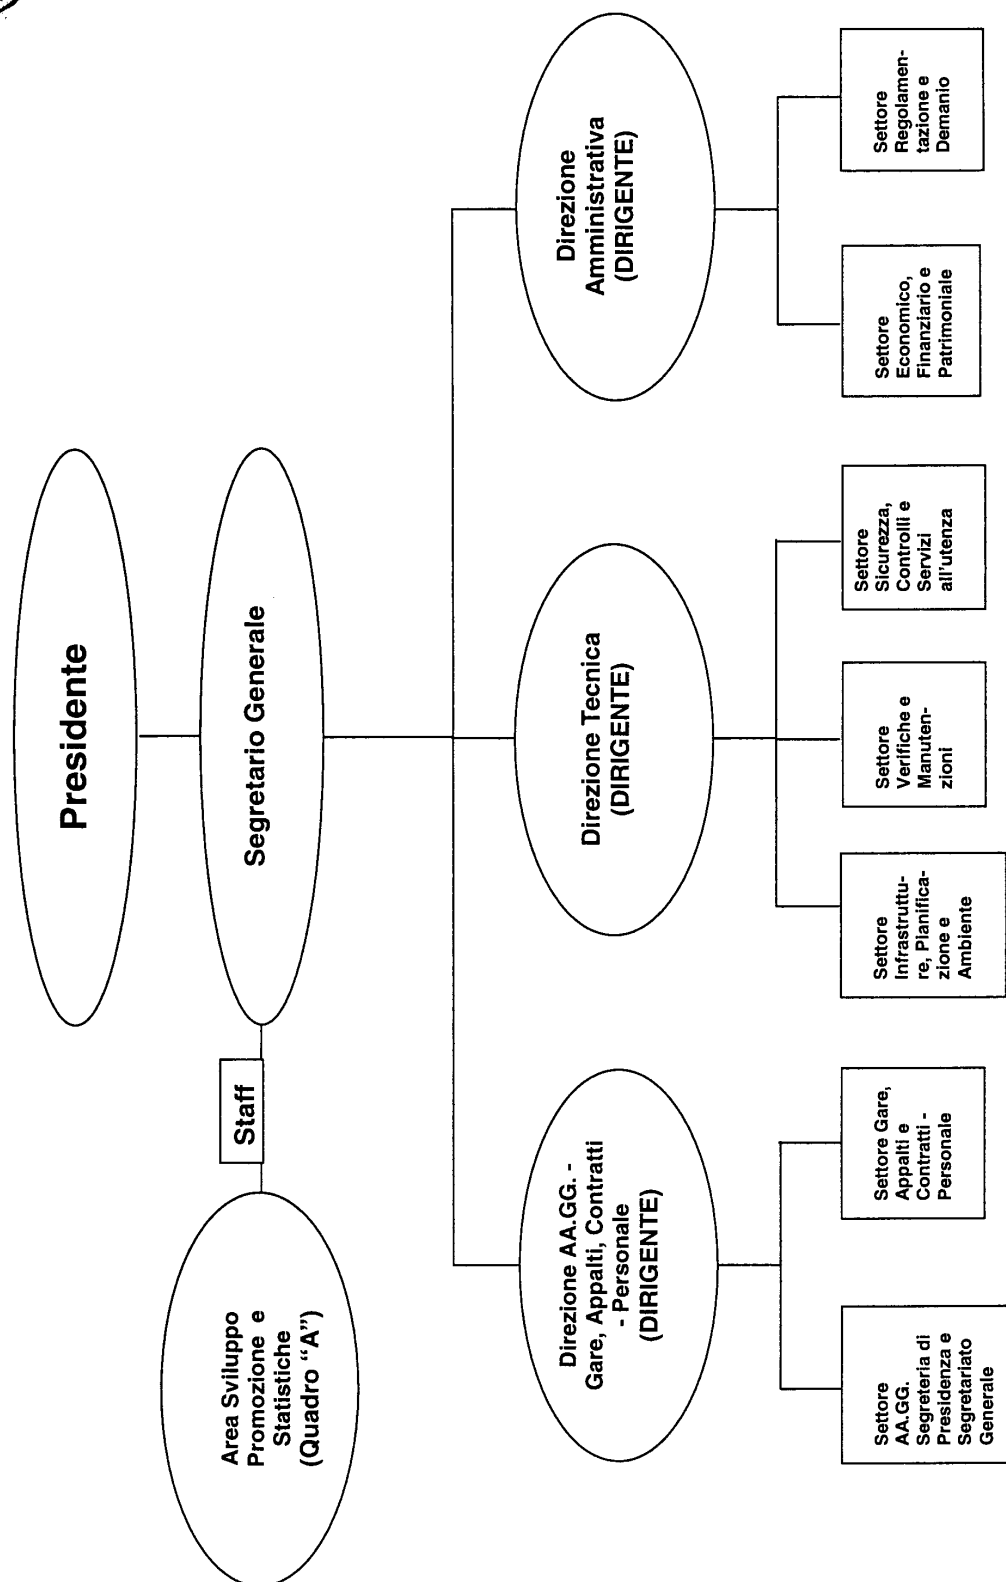 Presidente
Segretario Generale
Staff
Area Sviluppo
Promozione e
Statistiche
(Quadro “A”)
Direzione AA.GG. -
Gare, Appalti, Contratti
- Personale
(DIRIGENTE)
Direzione Tecnica
(DIRIGENTE)
Direzione
Amministrativa
(DIRIGENTE)
Settore
AA.GG.
Segreteria di
Presidenza e
Segretariato
Generale
Settore Gare,
Appalti e
Contratti -
Personale
Settore
Infrastruttu-
re, Pianifica-
zione e
Ambiente
Settore
Verifiche e
Manuten-
zioni
Settore
Sicurezza,
Controlli e
Servizi
all'utenza
Settore
Economico,
Finanziario e
Patrimoniale
Settore
Regolamen-
tazione e
Demanio